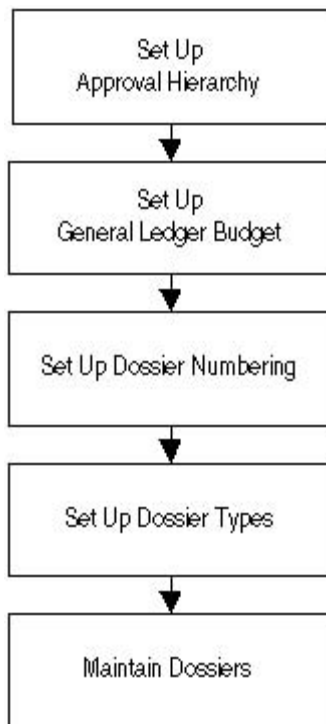 Set Up
Approval Hierarchy
Set Up
General Ledger Budget
Set Up Dossier Numbering
Set Up Dossier Types
Maintain Dossiers